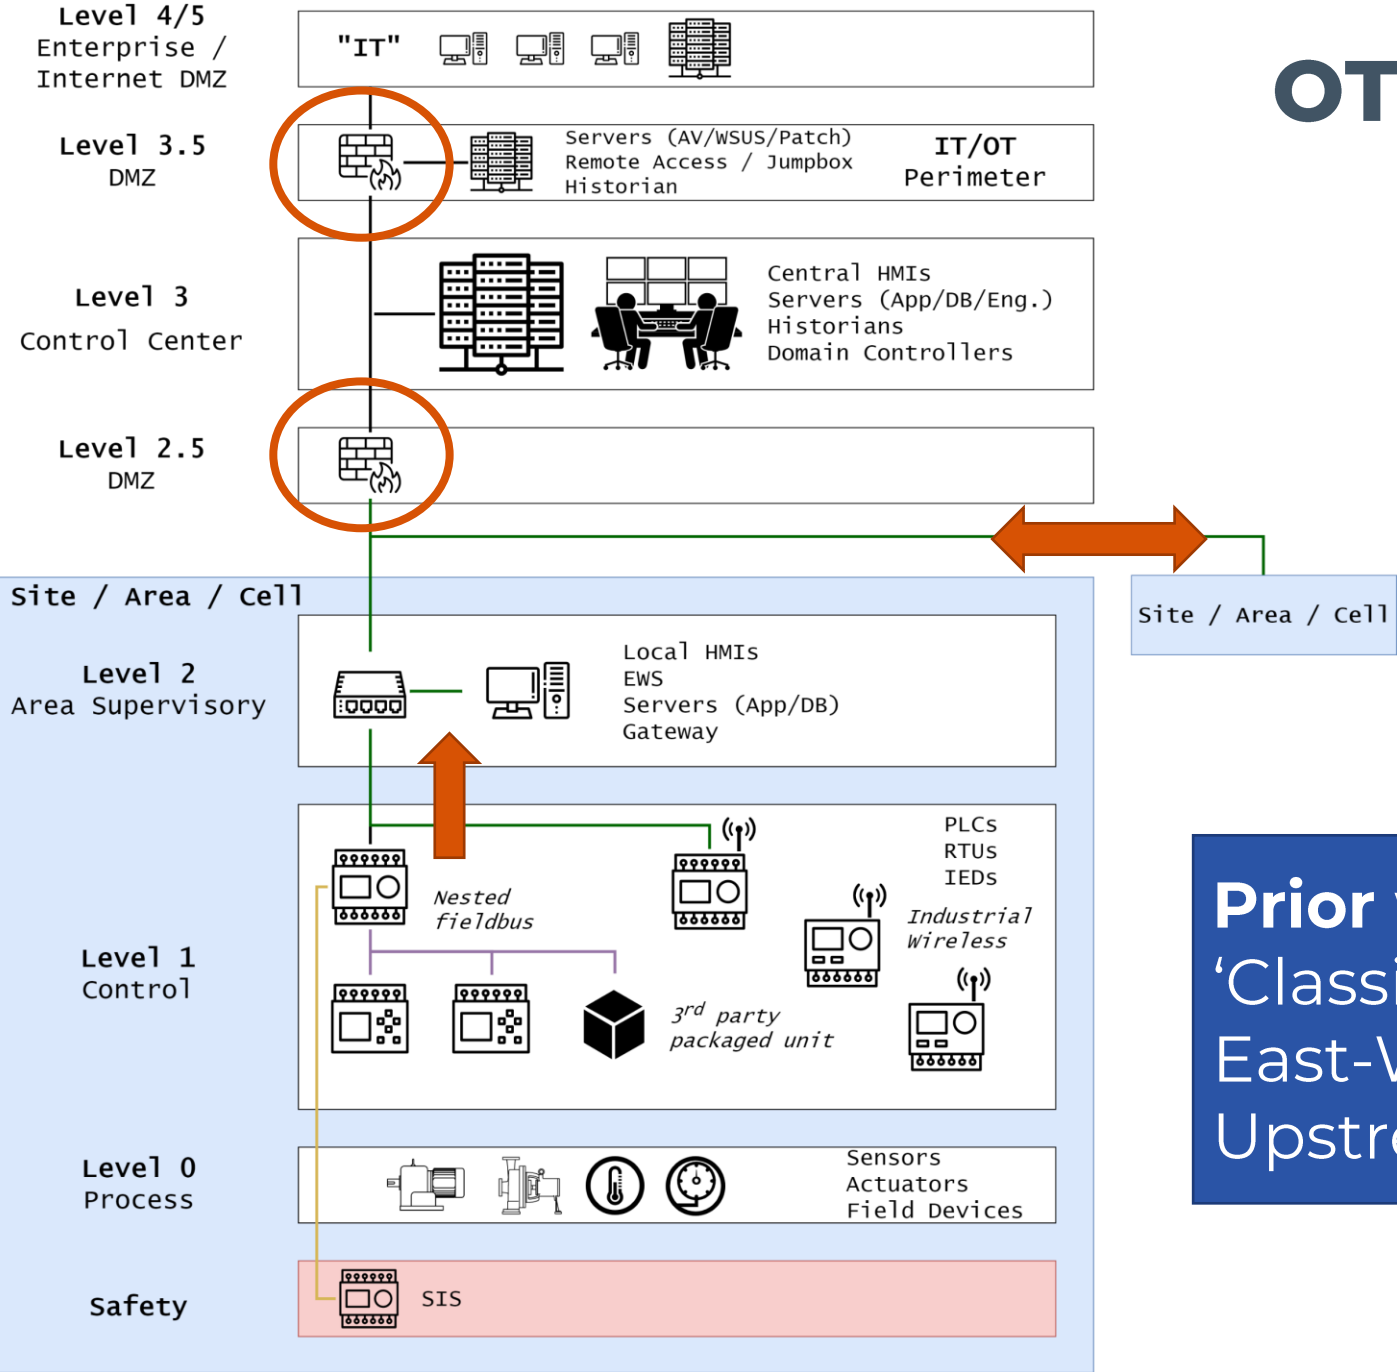 Level 4/5
Enterprise /
Internet DMZ
"IT"
OT
Level 3.5
DMZ
Servers (AV/WSUS/Patch)
Remote Access / Jumpbox
Historian
IT/OT
Perimeter
Level 3
Control Center
Central HMIs
Servers (App/DB/Eng.)
Historians
Domain Controllers
Level 2.5
DMZ
Site / Area / Cell
Site / Area / Cell
Level 2
Area Supervisory
Local HMIs
EWS
Servers (App/DB)
Gateway
Level 1
Control
Nested
fieldbus
PLCs
RTUs
IEDs
Industrial
Wireless
3rd party
packaged unit
Prior
‘Classi
East-
Upstre
Level 0
Process
Sensors
Actuators
Field Devices
Safety
SIS